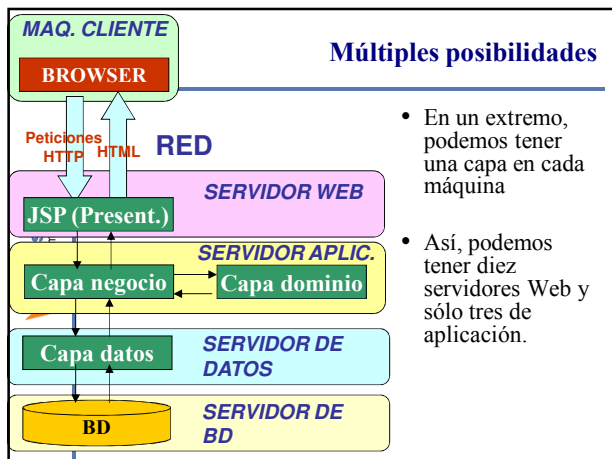 MAQ. CLIENTE
BROWSER
Múltiples posibilidades
Peticiones
HTTP
HTML
RED
SERVIDOR WEB
JSP (Present.)
SERVIDOR APLIC.
Capa negocio
Capa dominio
Capa datos
SERVIDOR DE
DATOS
BD
SERVIDOR DE
BD
• En un extremo,
podemos tener
una capa en cada
máquina
• Así, podemos
tener diez
servidores Web y
sólo tres de
aplicación.